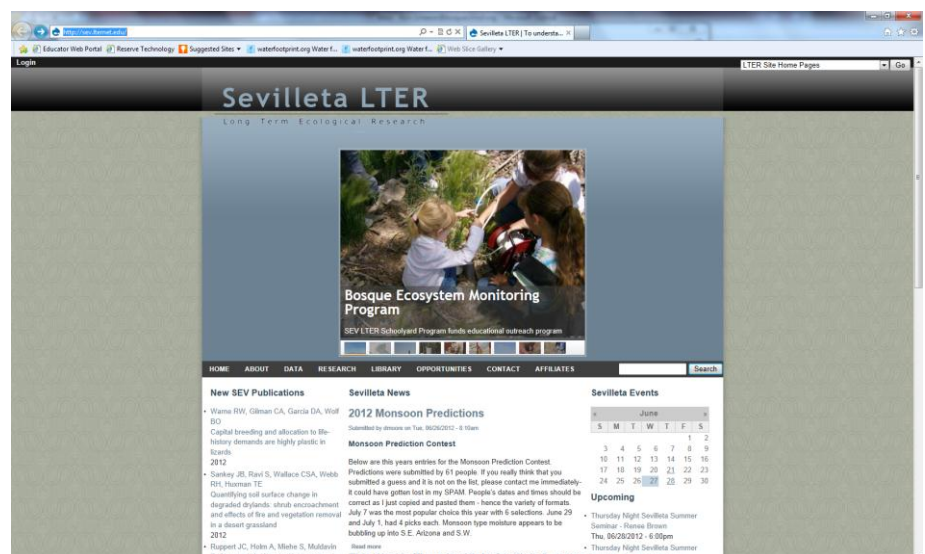 http://sev.lternet.edu/
Sevilleta LTER | To understa...
Educator Web Portal
Reserve Technology
Suggested Sites
waterfootprint.org Water f...
waterfootprint.org Water f...
Web Slice Gallery
Login
LTER Site Home Pages
Go
Sevilleta LTER
Long Term Ecological Research
Bosque Ecosystem Monitoring
Program
SEV LTER Schoolyard Program funds educational outreach program
HOME ABOUT DATA RESEARCH LIBRARY OPPORTUNITIES CONTACT AFFILIATES
Search
New SEV Publications
Warne RW, Gilman CA, Garcia DA, Wolf
BO
Capital breeding and allocation to life-
history demands are highly plastic in
lizards.
2012
Sankey JB, Ravi S, Wallace CSA, Webb
RH, Huxman TE
Quantifying soil surface change in
degraded drylands: shrub encroachment
and effects of fire and vegetation removal
in a desert grassland
2012
Ruppert JC, Holm A, Miehe S, Muldavin
Sevilleta News
2012 Monsoon Predictions
Submitted by dmoore on Tue, 06/26/2012 - 8:10am
Monsoon Prediction Contest
Below are this years entries for the Monsoon Prediction Contest
Predictions were submitted by 61 people. If you really think that you
submitted a guess and it is not on the list, please contact me immediately-
it could have gotten lost in my SPAM. People's dates and times should be
correct as I just copied and pasted them - hence the variety of formats.
July 7 was the most popular choice this year with 6 selections. June 29
and July 1, had 4 picks each. Monsoon type moisture appears to be
bubbling up into S.E. Arizona and S.W.
Read more
Sevilleta Events
« June »
S M T W T F S
1 2
3 4 5 6 7 8 9
10 11 12 13 14 15 16
17 18 19 20 21 22 23
24 25 26 27 28 29 30
Upcoming
Thursday Night Sevilleta Summer
Seminar - Renee Brown
Thu, 06/28/2012 - 6:00pm
Thursday Night Sevilleta Summer